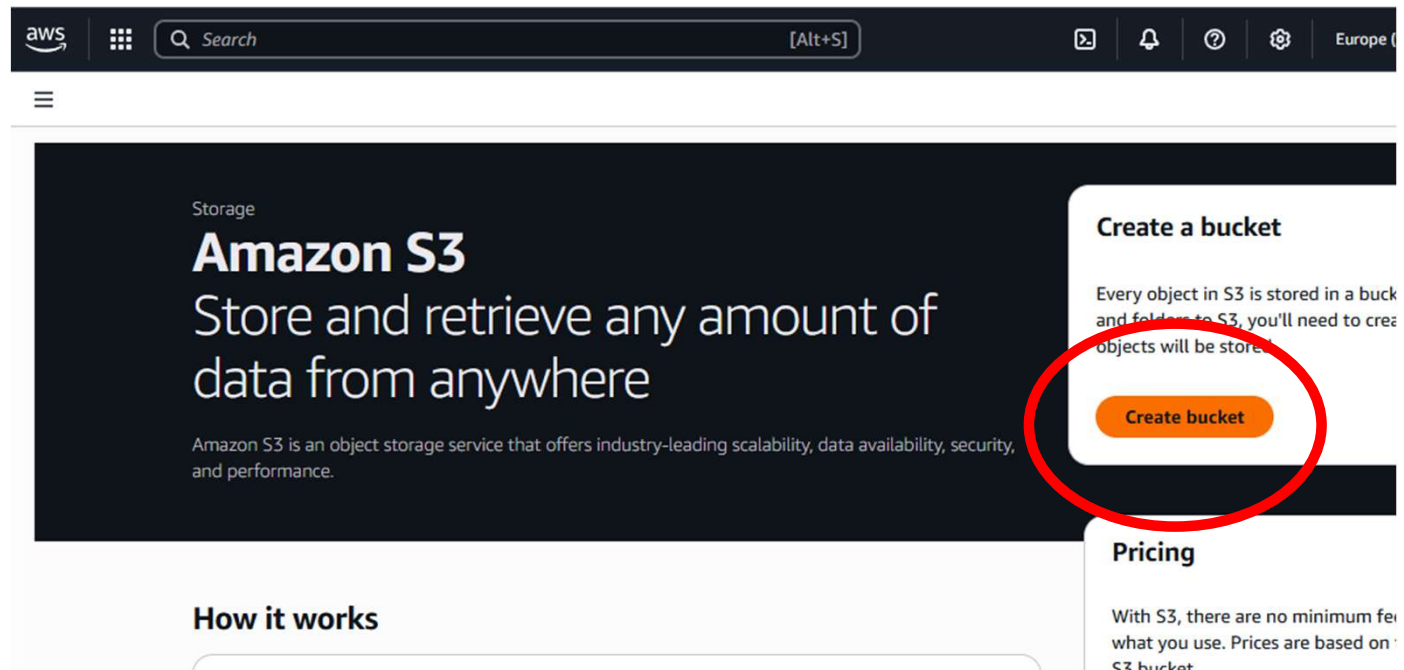 aws
Search [Alt+S]
Europe (
Storage
Amazon S3
Store and retrieve any amount of
data from anywhere
Amazon S3 is an object storage service that offers industry-leading scalability, data availability, security,
and performance.
Create a bucket
Every object in S3 is stored in a buck
and folders to S3, you'll need to crea
objects will be stored
Create bucket
Pricing
With S3, there are no minimum fe
what you use. Prices are based on
S3 bucket
How it works